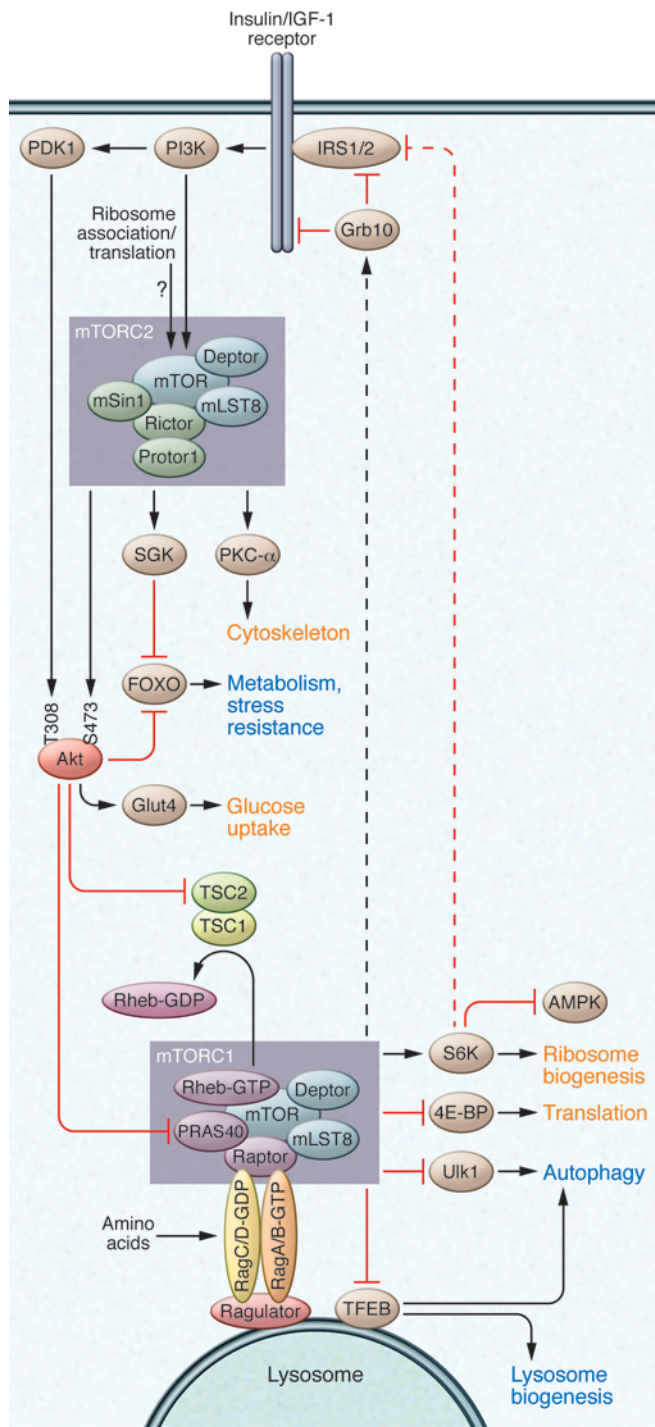 Insulin/IGF-1
receptor
PDK1
PI3K
IRS1/2
Ribosome
association/
translation
?
Grb10
mTORC2
Deptor
mTOR
mSin1
mLST8
Rictor
Protor1
SGK
PKC-α
Cytoskeleton
FOXO
Metabolism,
stress
resistance
T308
S473
Akt
Glut4
Glucose
uptake
TSC2
TSC1
Rheb-GDP
AMPK
mTORC1
S6K
Ribosome
biogenesis
Rheb-GTP
Deptor
mTOR
4E-BP
Translation
PRAS40
mLST8
Raptor
Ulk1
Autophagy
Amino
acids
RagC/D-GDP
RagA/B-GTP
Ragulator
TFEB
Lysosome
Lysosome
biogenesis